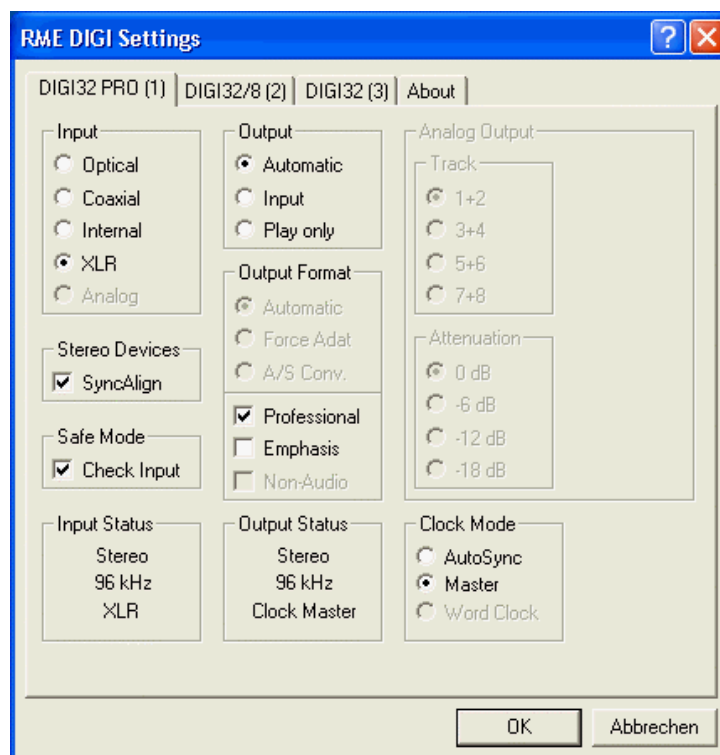 RME DIGI Settings
DIGI32 PRO (1)
DIGI32/8 (2)
DIGI32 (3)
About
Input
Optical
Coaxial
Internal
XLR
Analog
Stereo Devices
SyncAlign
Safe Mode
Check Input
Input Status
Stereo
96 kHz
XLR
Output
Automatic
Input
Play only
Output Format
Automatic
Force Adat
A/S Conv.
Professional
Emphasis
Non-Audio
Output Status
Stereo
96 kHz
Clock Master
Analog Output
Track
1+2
3+4
5+6
7+8
Attenuation
0 dB
-6 dB
-12 dB
-18 dB
Clock Mode
AutoSync
Master
Word Clock
OK
Abbrechen